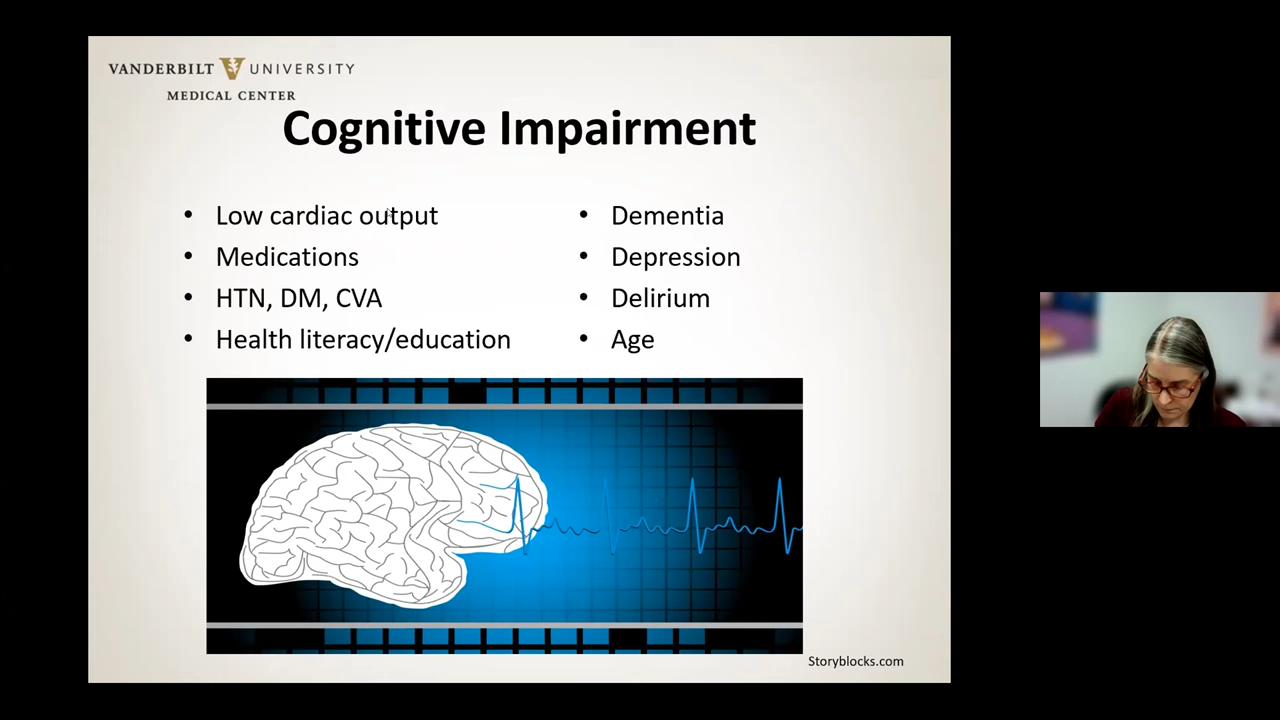 VANDERBILT UNIVERSITY
MEDICAL CENTER
Cognitive Impairment
• Low cardiac output
• Medications
• HTN, DM, CVA
• Health literacy/education
• Dementia
• Depression
• Delirium
• Age
Storyblocks.com